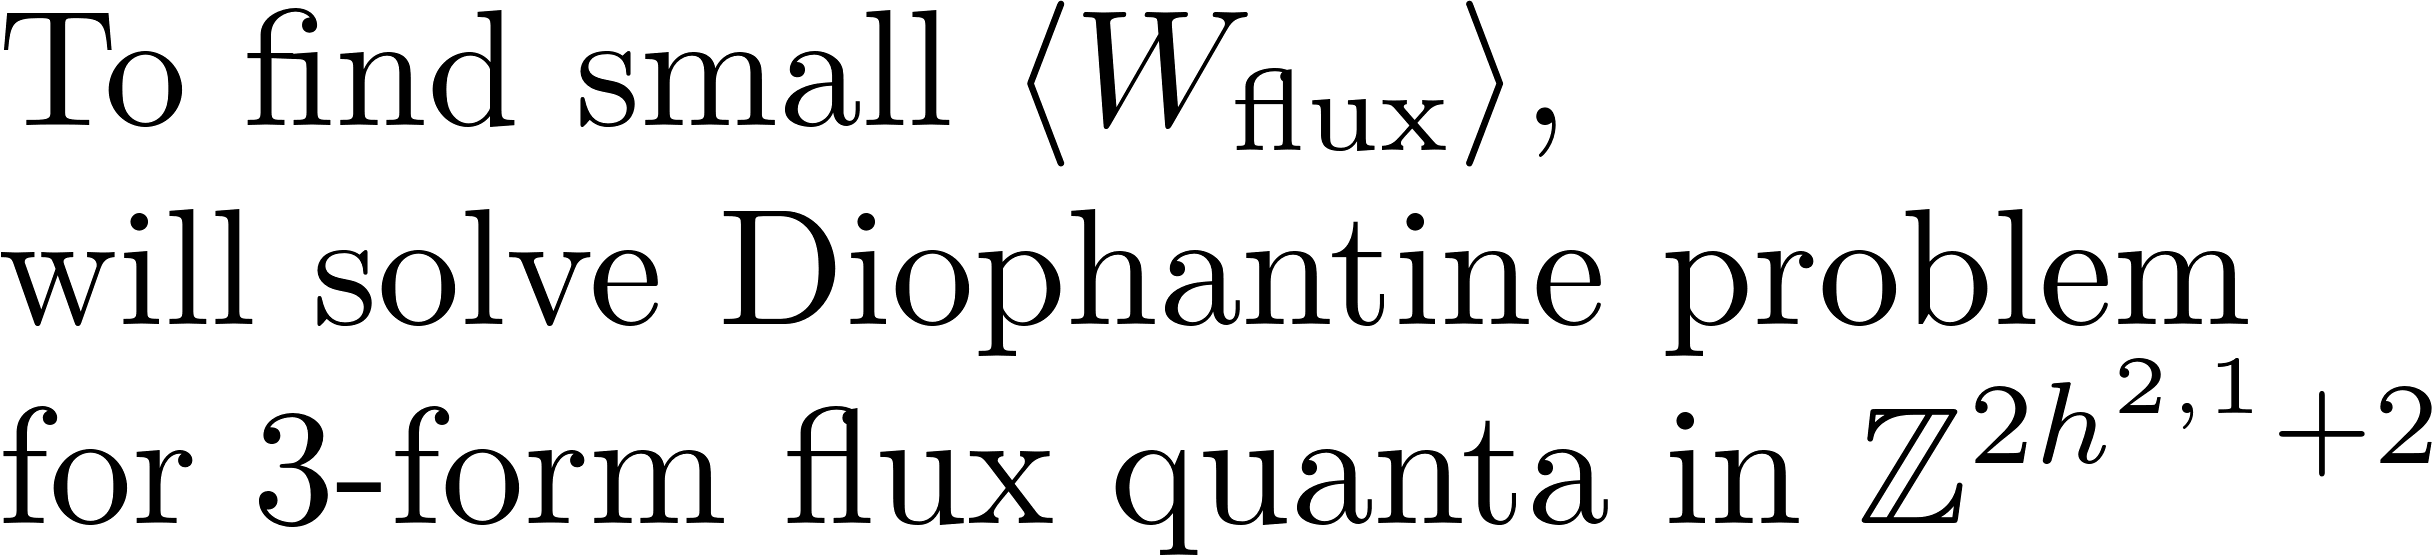 To find small ⟨W_flux⟩,
will solve Diophantine problem
for 3-form flux quanta in ℤ^{2h^{2,1}+2}